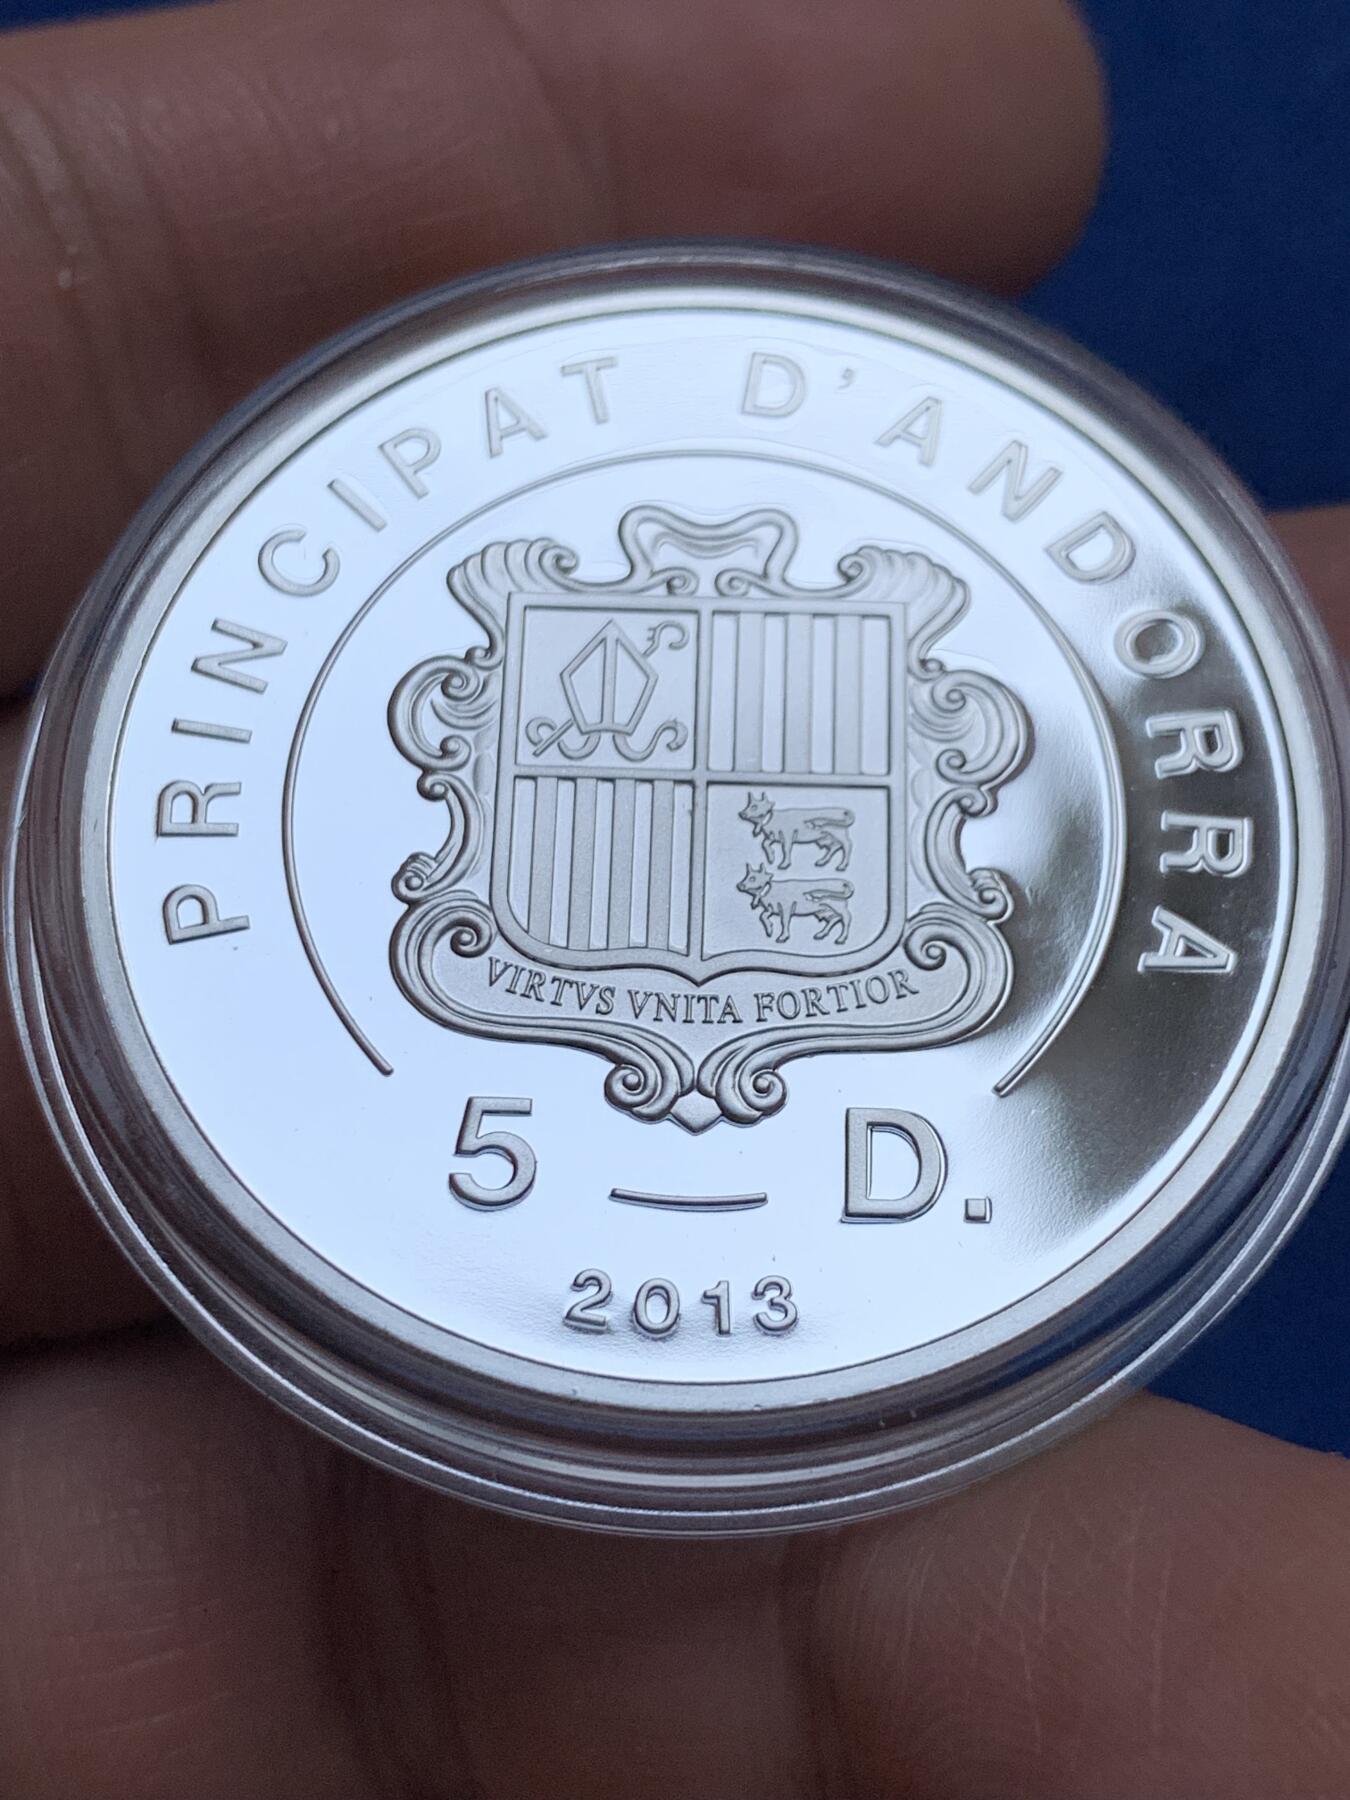 PRINCIPAT D'ANDORRA
VIRTVS VNITA FORTIOR
5 D.
2013